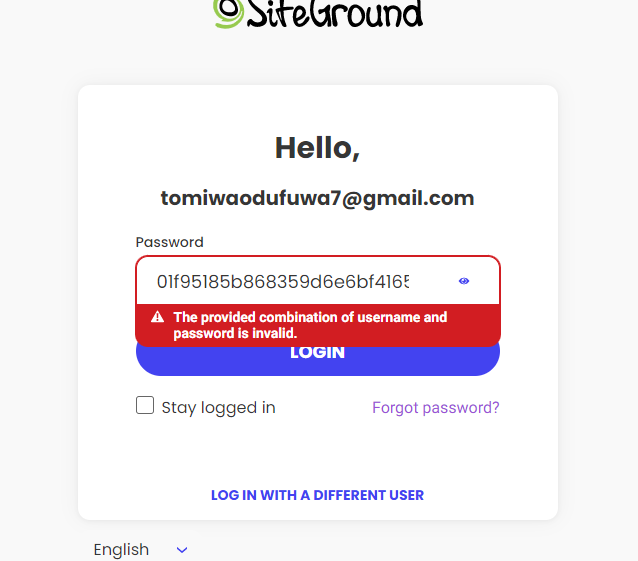 SiteGround
Hello,
tomiwaodufuwa7@gmail.com
Password
01f95185b868359d6e6bf4165
The provided combination of username and
password is invalid.
LOGIN
Stay logged in
Forgot password?
LOG IN WITH A DIFFERENT USER
English